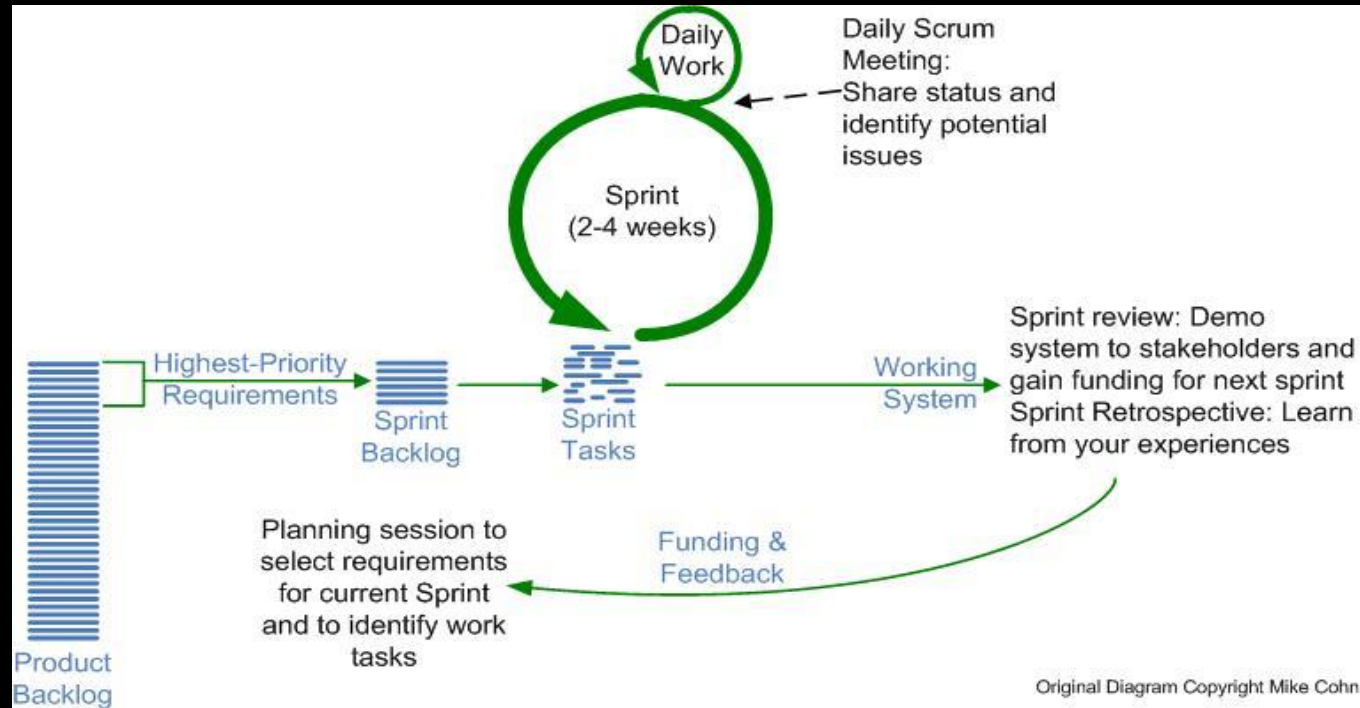 Daily
Work
Daily Scrum
Meeting:
Share status and
identify potential
issues
Sprint
(2-4 weeks)
Highest-Priority
Requirements
Sprint
Backlog
Sprint
Tasks
Working
System
Sprint review: Demo
system to stakeholders and
gain funding for next sprint
Sprint Retrospective: Learn
from your experiences
Planning session to
select requirements
for current Sprint
and to identify work
tasks
Funding &
Feedback
Product
Backlog
Original Diagram Copyright Mike Cohn